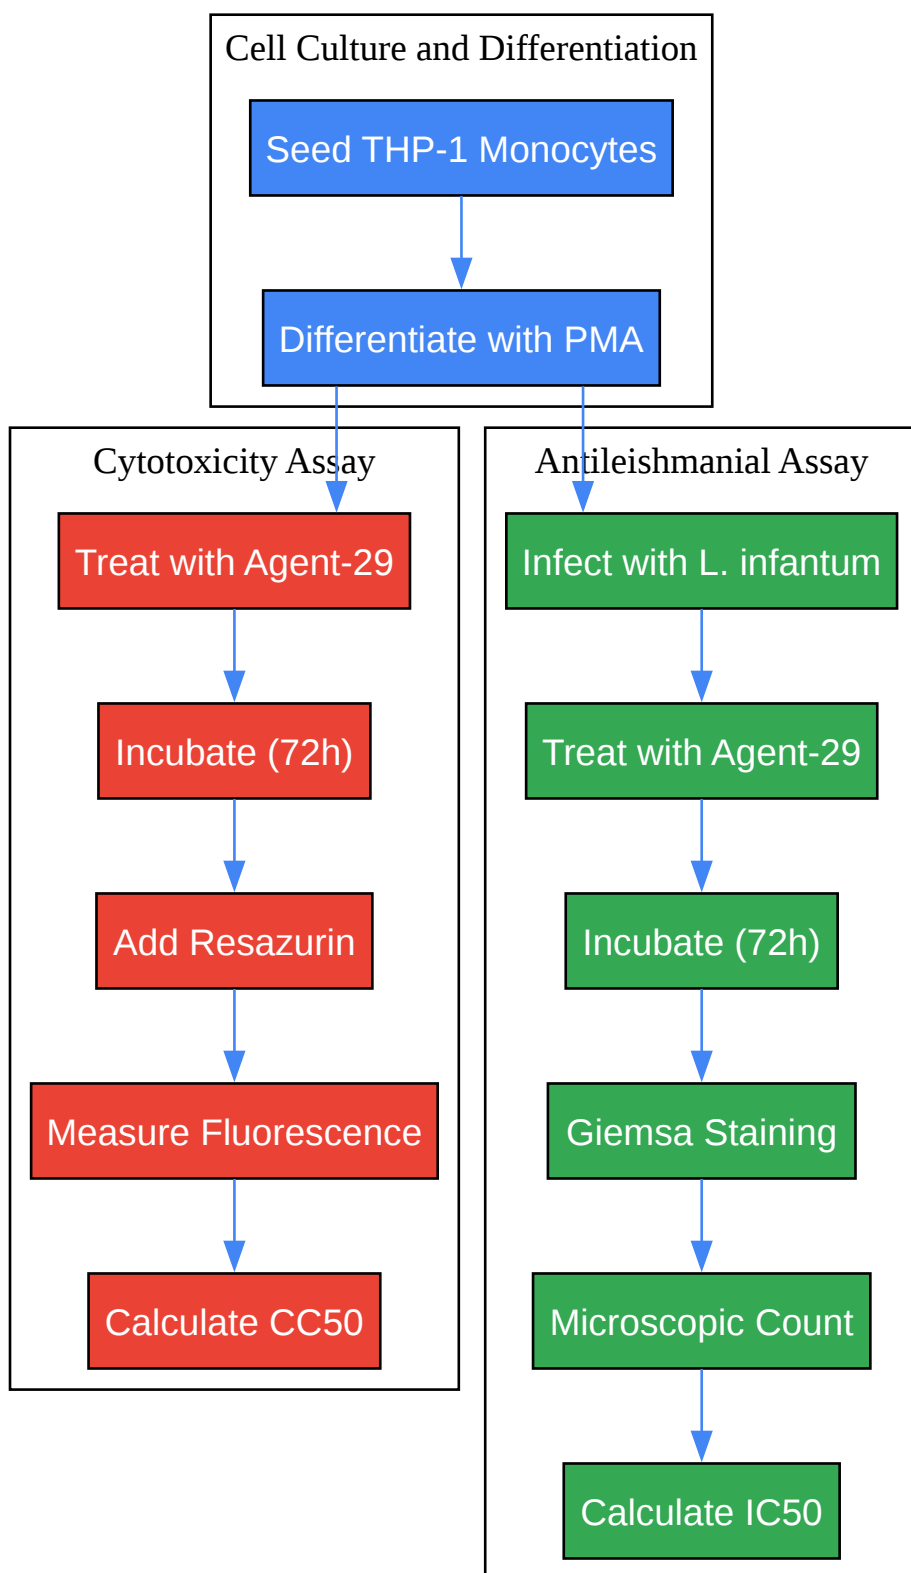 Cell Culture and Differentiation
Seed THP-1 Monocytes
Differentiate with PMA
Cytotoxicity Assay
Treat with Agent-29
Incubate (72h)
Add Resazurin
Measure Fluorescence
Calculate CC50
Antileishmanial Assay
Infect with L. infantum
Treat with Agent-29
Incubate (72h)
Giemsa Staining
Microscopic Count
Calculate IC50